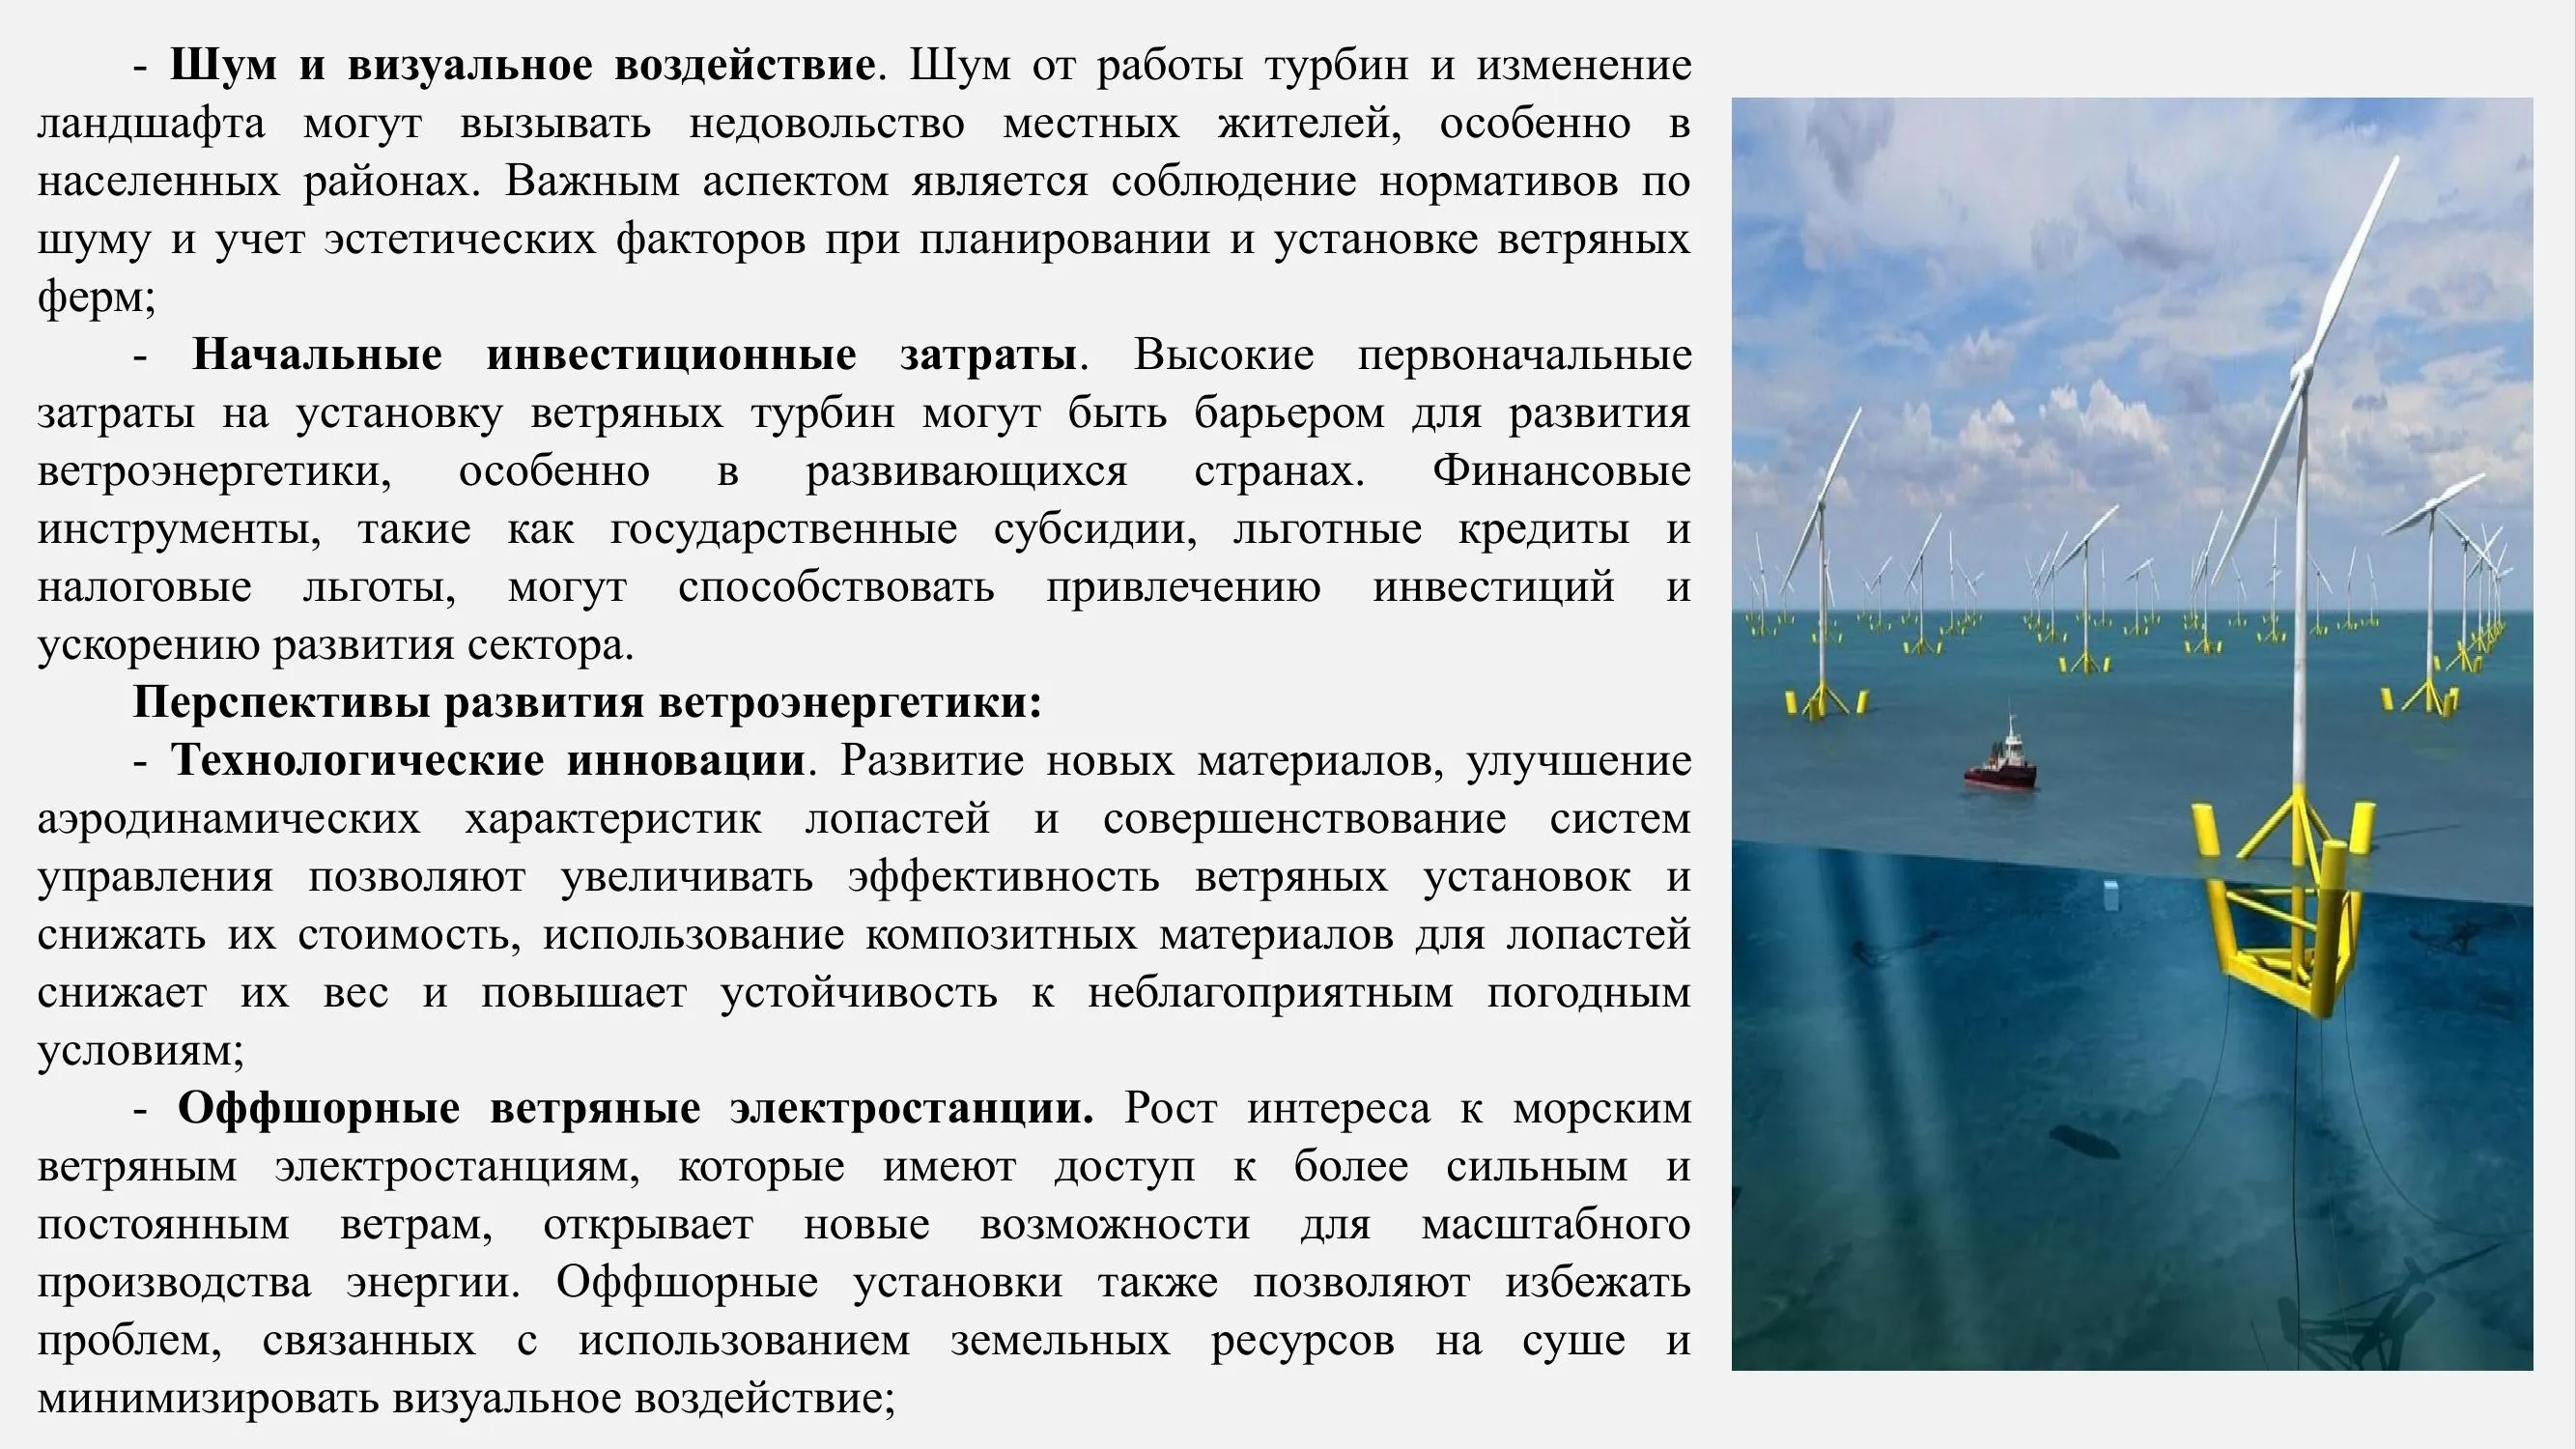 - Шум и визуальное воздействие. Шум от работы турбин и изменение
ландшафта могут вызывать недовольство местных жителей, особенно в
населенных районах. Важным аспектом является соблюдение нормативов по
шуму и учет эстетических факторов при планировании и установке ветряных
ферм;
- Начальные инвестиционные затраты. Высокие первоначальные
затраты на установку ветряных турбин могут быть барьером для развития
ветроэнергетики, особенно в развивающихся странах. Финансовые
инструменты, такие как государственные субсидии, льготные кредиты и
налоговые льготы, могут способствовать привлечению инвестиций и
ускорению развития сектора.
Перспективы развития ветроэнергетики:
- Технологические инновации. Развитие новых материалов, улучшение
аэродинамических характеристик лопастей и совершенствование систем
управления позволяют увеличивать эффективность ветряных установок и
снижать их стоимость, использование композитных материалов для лопастей
снижает их вес и повышает устойчивость к неблагоприятным погодным
условиям;
- Оффшорные ветряные электростанции. Рост интереса к морским
ветряным электростанциям, которые имеют доступ к более сильным и
постоянным ветрам, открывает новые возможности для масштабного
производства энергии. Оффшорные установки также позволяют избежать
проблем, связанных с использованием земельных ресурсов на суше и
минимизировать визуальное воздействие;